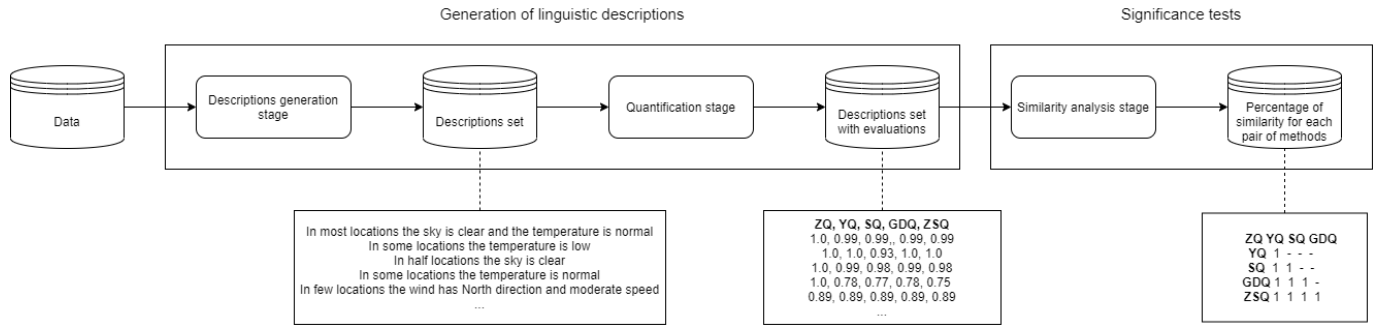 Generation of linguistic descriptions
Significance tests
Data
Descriptions generation
stage
Descriptions set
Quantification stage
Descriptions set
with evaluations
Similarity analysis stage
Percentage of
similarity for each
pair of methods
In most locations the sky is clear and the temperature is normal
In some locations the temperature is low
In half locations the sky is clear
In some locations the temperature is normal
In few locations the wind has North direction and moderate speed
...
ZQ, YQ, SQ, GDQ, ZSQ
1.0, 0.99, 0.99,, 0.99, 0.99
1.0, 1.0, 0.93, 1.0, 1.0
1.0, 0.99, 0.98, 0.99, 0.98
1.0, 0.78, 0.77, 0.78, 0.75
0.89, 0.89, 0.89, 0.89, 0.89
...
ZQ YQ SQ GDQ
YQ 1 - - -
SQ 1 1 - -
GDQ 1 1 1 -
ZSQ 1 1 1 1